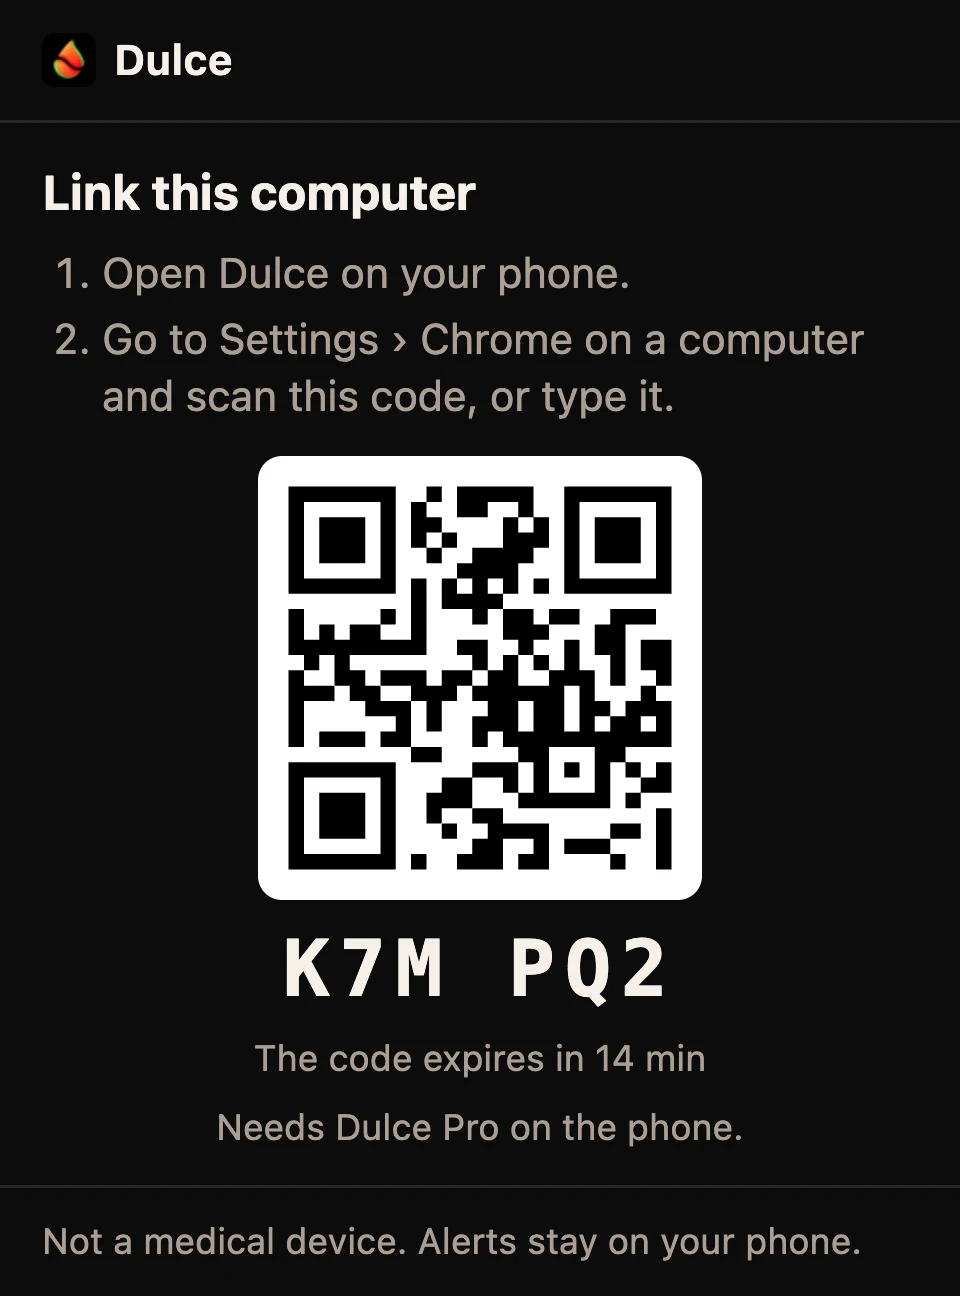 Dulce
Link this computer
1. Open Dulce on your phone.
2. Go to Settings › Chrome on a computer
and scan this code, or type it.
K7M PQ2
The code expires in 14 min
Needs Dulce Pro on the phone.
Not a medical device. Alerts stay on your phone.